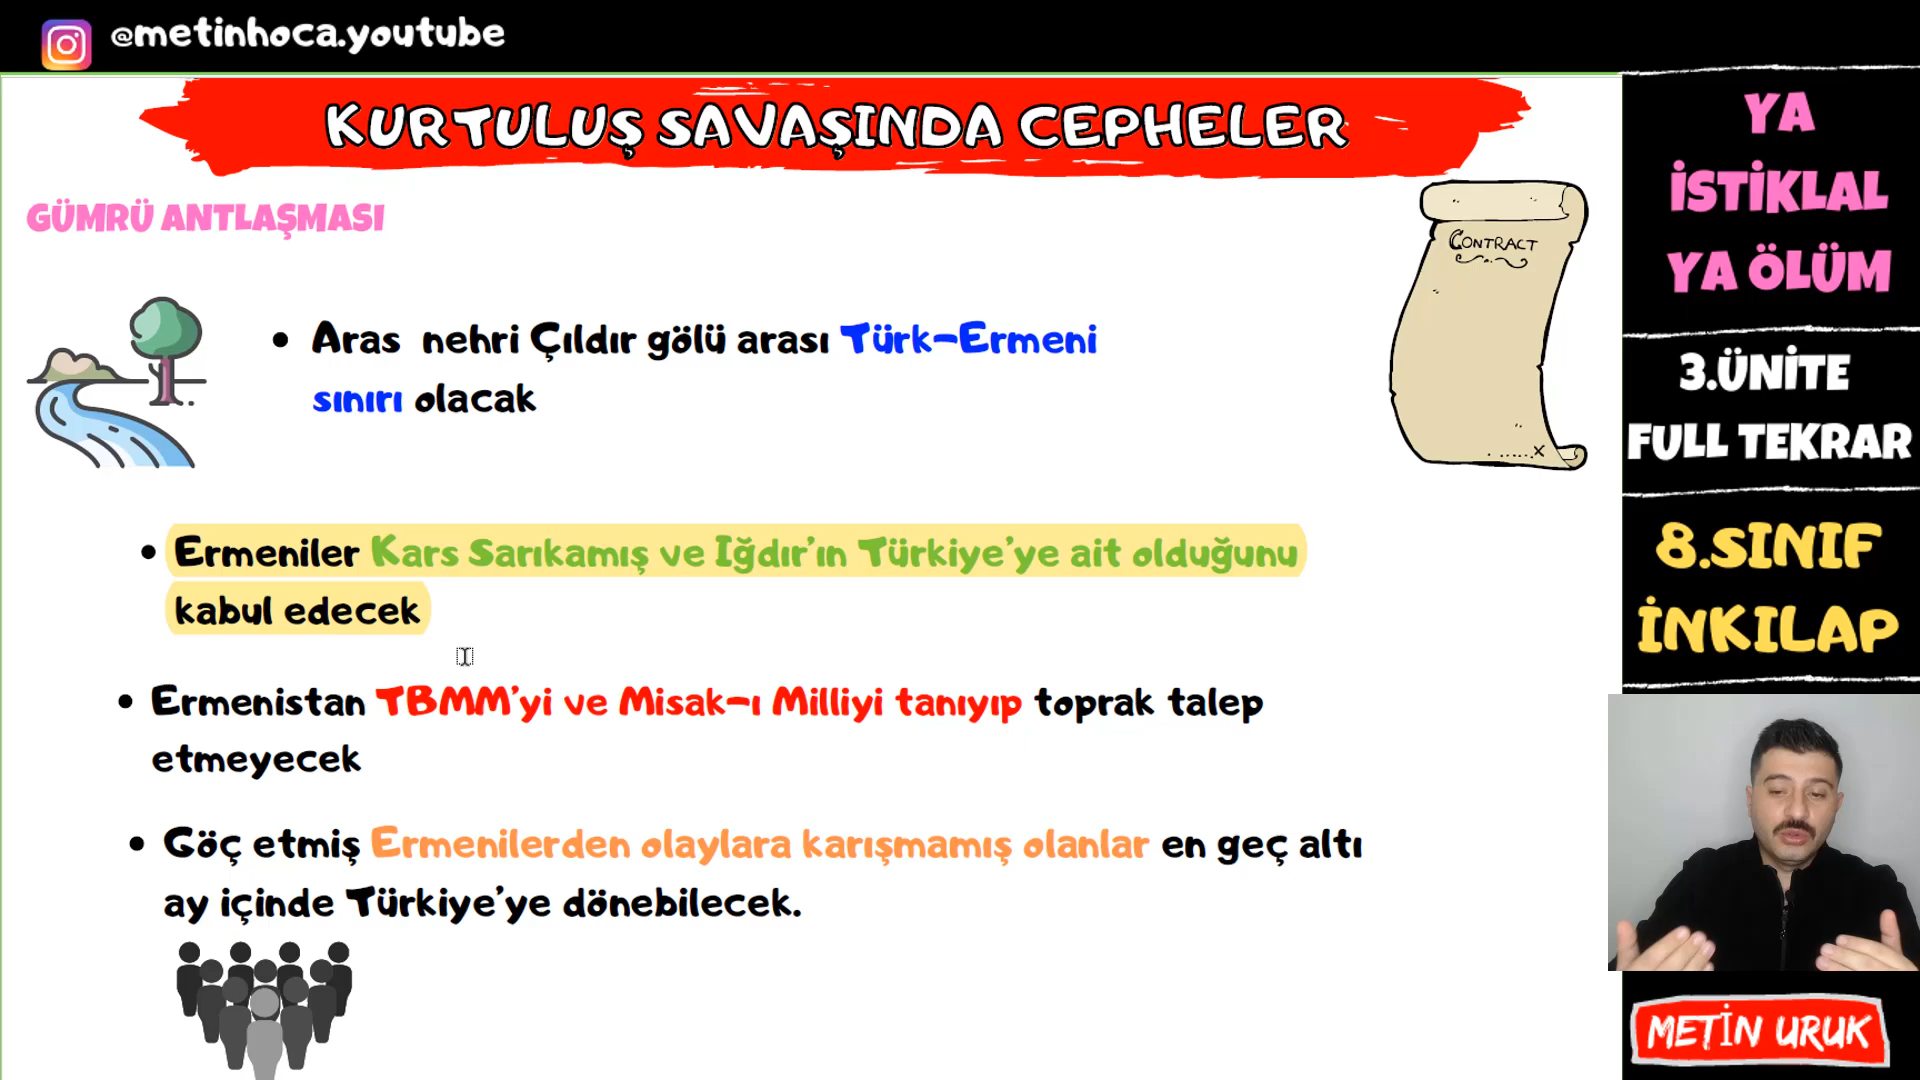 @metinhoca.youtube
KURTULUŞ SAVAŞINDA CEPHELER
GÜMRÜ ANTLAŞMASI
CONTRACT
• Aras nehri Çıldır gölü arası Türk-Ermeni
sınırı olacak
• Ermeniler Kars Sarıkamış ve Iğdır'ın Türkiye'ye ait olduğunu
kabul edecek
• Ermenistan TBMM'yi ve Misak-ı Milliyi tanıyıp toprak talep
etmeyecek
• Göç etmiş Ermenilerden olaylara karışmamış olanlar en geç altı
ay içinde Türkiye'ye dönebilecek.
YA
İSTİKLAL
YA ÖLÜM
3.ÜNİTE
FULL TEKRAR
8.SINIF
İNKILAP
METİN URUK